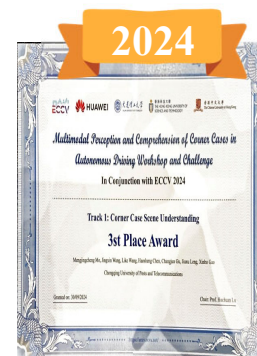 2024
ECCV
HUAWEI
Multimodal Perception and Comprehension of Corner Cases in
Autonomous Driving Workshop and Challenge
In Conjunction with ECCV 2024
Track 1: Corner Case Scene Understanding
3st Place Award
Chongqing University of Posts and Telecommunications
Granted on: 30/09/2024